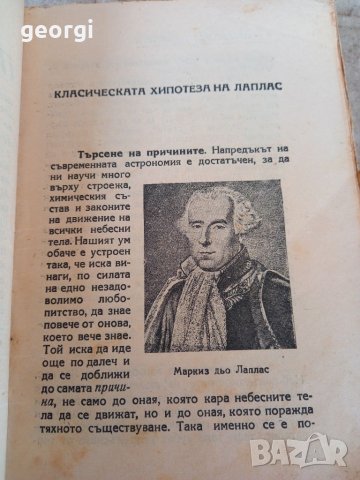 georgi
КЛАСИЧЕСКАТА ХИПОТЕЗА НА ЛАПЛАС
Търсене на причините. Напредъкът на
съвременната астрономия е достатъчен, за да
ни научи много
върху строежа,
химическия със-
тав и законите
на движение на
всички небесни
тела. Нашият ум
обаче е устроен
така, че иска ви-
наги, по силата
на едно незадо-
волимо любо-
питство, да знае
повече от онова,
което вече знае.
Той иска да иде
още по далеч и
да се доближи
до самата причи-
на, не само до оная, която кара небесните те-
ла да се движат, но и до оная, която поражда
тяхното съществуване. Така именно се е по-
Маркиз дьо Лаплас
BAZAR.bg